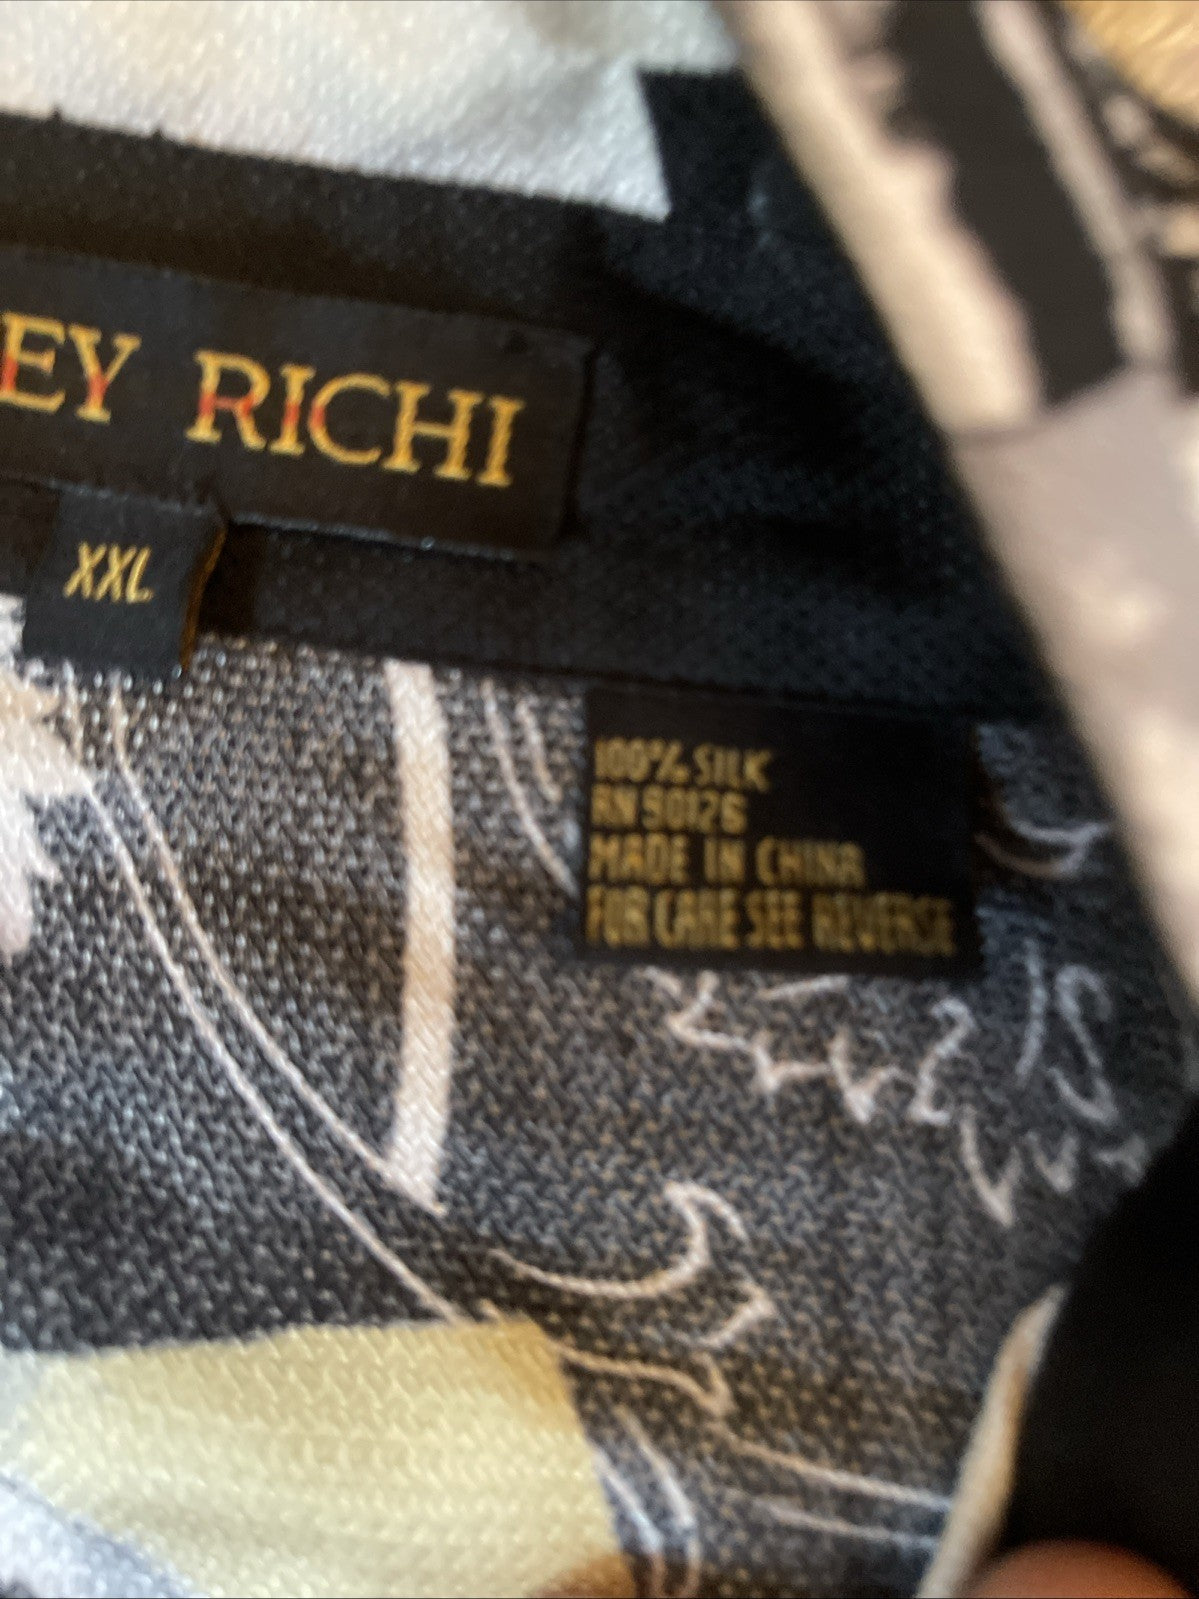 EY RICHI
XXL
100% SILK
RN 90126
MADE IN CHINA
FOR CARE SEE REVERSE